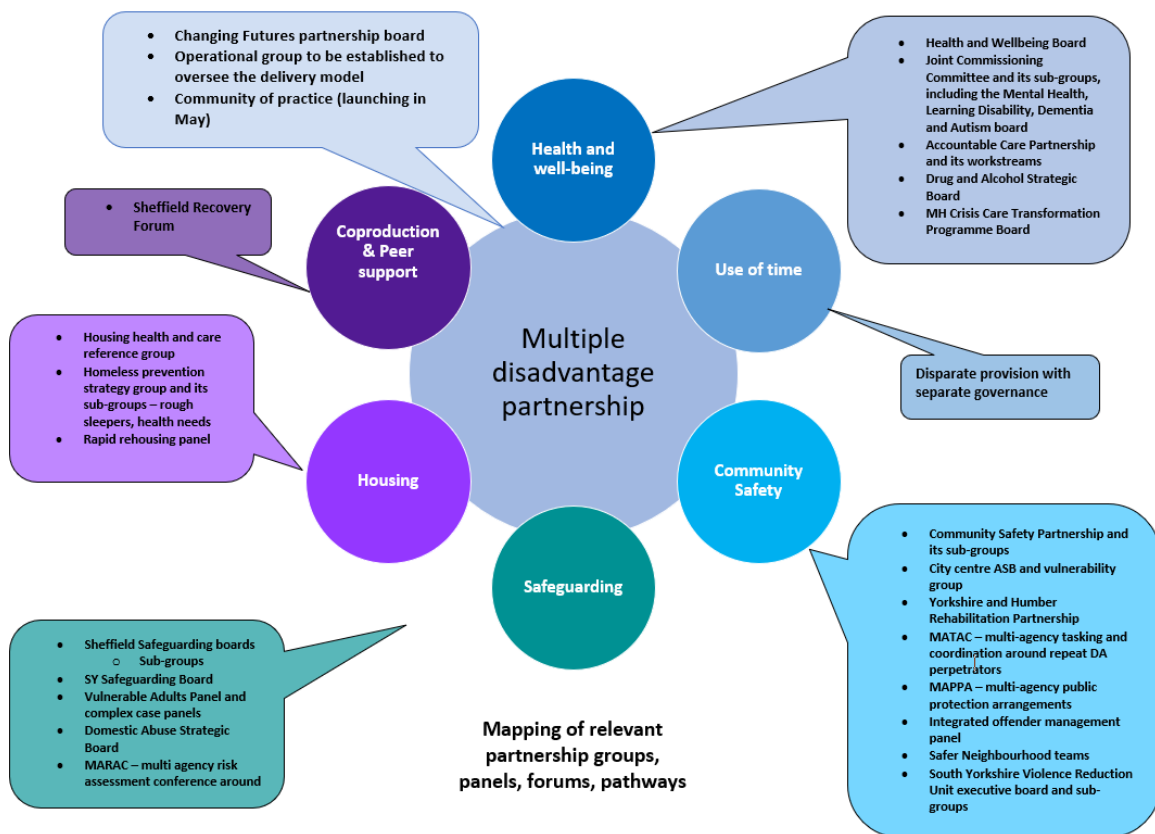 • Changing Futures partnership board
• Operational group to be established to
oversee the delivery model
• Community of practice (launching in
May)
• Health and Wellbeing Board
• Joint Commissioning
Committee and its sub-groups,
including the Mental Health,
Learning Disability, Dementia
and Autism board
• Accountable Care Partnership
and its workstreams
• Drug and Alcohol Strategic
Board
• MH Crisis Care Transformation
Programme Board
Health and
well-being
• Sheffield Recovery
Forum
Coproduction
& Peer
support
Use of time
Multiple
disadvantage
partnership
• Housing health and care
reference group
• Homeless prevention
strategy group and its
sub-groups – rough
sleepers, health needs
• Rapid rehousing panel
Disparate provision with
separate governance
Housing
Community
Safety
Safeguarding
• Community Safety Partnership and
its sub-groups
• City centre ASB and vulnerability
group
• Yorkshire and Humber
Rehabilitation Partnership
• MATAC – multi-agency tasking and
coordination around repeat DA
perpetrators
• MAPPA – multi-agency public
protection arrangements
• Integrated offender management
panel
• Safer Neighbourhood teams
• South Yorkshire Violence Reduction
Unit executive board and sub-
groups
• Sheffield Safeguarding boards
o Sub-groups
• SY Safeguarding Board
• Vulnerable Adults Panel and
complex case panels
• Domestic Abuse Strategic
Board
• MARAC – multi agency risk
assessment conference around
Mapping of relevant
partnership groups,
panels, forums, pathways